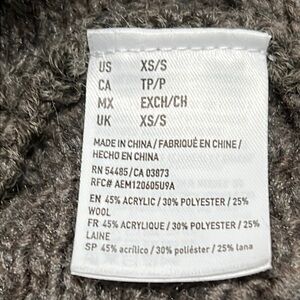 US XS/S
CA TP/P
MX EXCH/CH
UK XS/S
MADE IN CHINA / FABRIQUÉ EN CHINE /
HECHO EN CHINA
RN 54485/CA 03873
RFC# AEM120605U9A
EN 45% ACRYLIC / 30% POLYESTER / 25%
WOOL
FR 45% ACRYLIQUE / 30% POLYESTER / 25%
LAINE
SP 45% acrílico / 30% poliéster / 25% lana